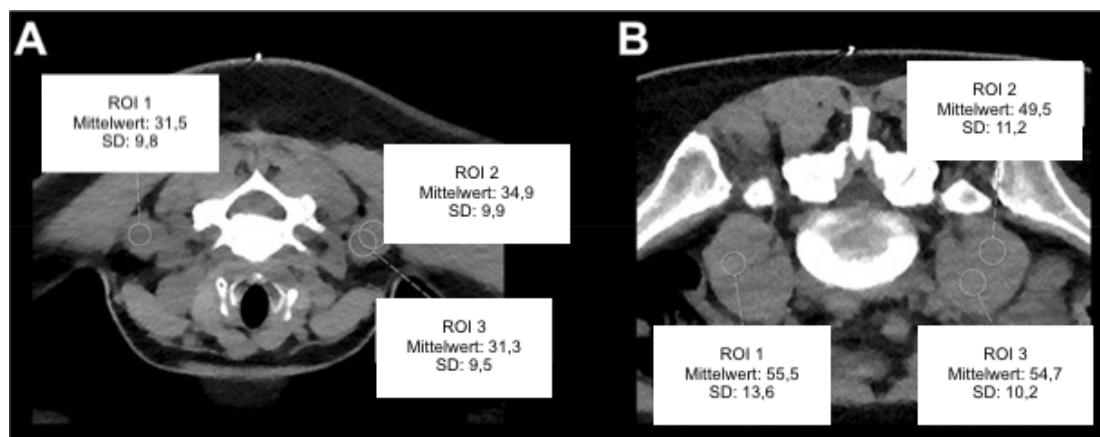 A
ROI 1
Mittelwert: 31,5
SD: 9,8
ROI 2
Mittelwert: 34,9
SD: 9,9
ROI 3
Mittelwert: 31,3
SD: 9,5
B
ROI 2
Mittelwert: 49,5
SD: 11,2
ROI 1
Mittelwert: 55,5
SD: 13,6
ROI 3
Mittelwert: 54,7
SD: 10,2